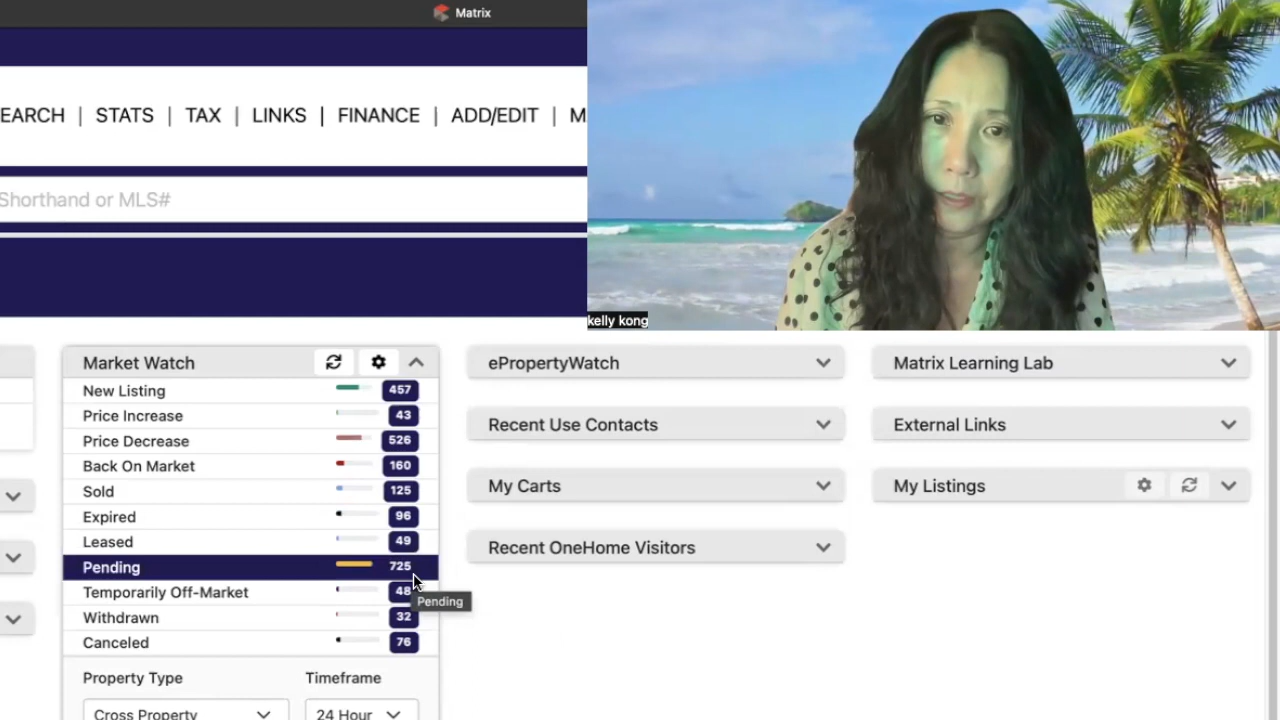 Matrix
EARCH | STATS | TAX | LINKS | FINANCE | ADD/EDIT | M
Shorthand or MLS#
kelly kong
Market Watch
New Listing 457
Price Increase 43
Price Decrease 526
Back On Market 160
Sold 125
Expired 96
Leased 49
Pending 725
Temporarily Off-Market 48
Pending
Withdrawn 32
Canceled 76
Property Type Timeframe
Cross Property 24 Hour
ePropertyWatch
Recent Use Contacts
My Carts
Recent OneHome Visitors
Matrix Learning Lab
External Links
My Listings